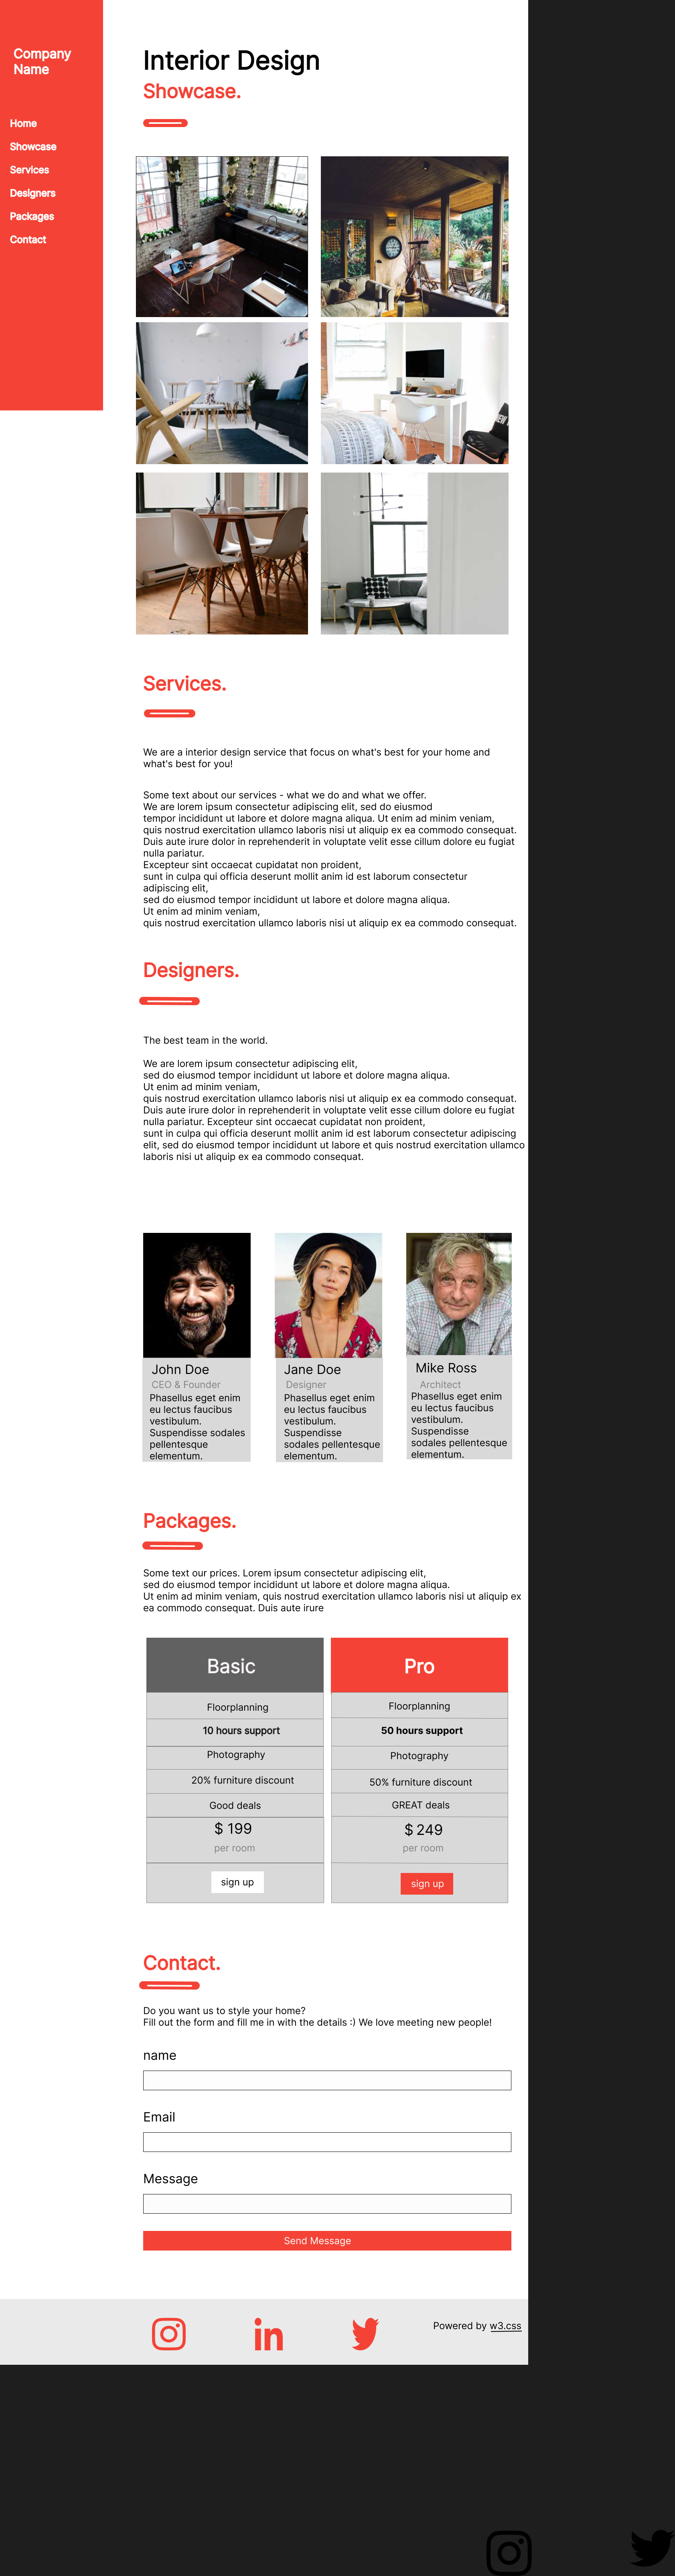 Company
Name
Home
Showcase
Services
Designers
Packages
Contact
Interior Design
Showcase.
Services.
We are a interior design service that focus on what's best for your home and
what's best for you!
Some text about our services - what we do and what we offer.
We are lorem ipsum consectetur adipiscing elit, sed do eiusmod
tempor incididunt ut labore et dolore magna aliqua. Ut enim ad minim veniam,
quis nostrud exercitation ullamco laboris nisi ut aliquip ex ea commodo consequat.
Duis aute irure dolor in reprehenderit in voluptate velit esse cillum dolore eu fugiat
nulla pariatur.
Excepteur sint occaecat cupidatat non proident,
sunt in culpa qui officia deserunt mollit anim id est laborum consectetur
adipiscing elit,
sed do eiusmod tempor incididunt ut labore et dolore magna aliqua.
Ut enim ad minim veniam,
quis nostrud exercitation ullamco laboris nisi ut aliquip ex ea commodo consequat.
Designers.
The best team in the world.
We are lorem ipsum consectetur adipiscing elit,
sed do eiusmod tempor incididunt ut labore et dolore magna aliqua.
Ut enim ad minim veniam,
quis nostrud exercitation ullamco laboris nisi ut aliquip ex ea commodo consequat.
Duis aute irure dolor in reprehenderit in voluptate velit esse cillum dolore eu fugiat
nulla pariatur. Excepteur sint occaecat cupidatat non proident,
sunt in culpa qui officia deserunt mollit anim id est laborum consectetur adipiscing
elit, sed do eiusmod tempor incididunt ut labore et quis nostrud exercitation ullamco
laboris nisi ut aliquip ex ea commodo consequat.
John Doe
CEO & Founder
Phasellus eget enim
eu lectus faucibus
vestibulum.
Suspendisse sodales
pellentesque
elementum.
Jane Doe
Designer
Phasellus eget enim
eu lectus faucibus
vestibulum.
Suspendisse
sodales pellentesque
elementum.
Mike Ross
Architect
Phasellus eget enim
eu lectus faucibus
vestibulum.
Suspendisse
sodales pellentesque
elementum.
Packages.
Some text our prices. Lorem ipsum consectetur adipiscing elit,
sed do eiusmod tempor incididunt ut labore et dolore magna aliqua.
Ut enim ad minim veniam, quis nostrud exercitation ullamco laboris nisi ut aliquip ex
ea commodo consequat. Duis aute irure
Basic
Floorplanning
10 hours support
Photography
20% furniture discount
Good deals
$ 199
per room
sign up
Pro
Floorplanning
50 hours support
Photography
50% furniture discount
GREAT deals
$ 249
per room
sign up
Contact.
Do you want us to style your home?
Fill out the form and fill me in with the details :) We love meeting new people!
name
Email
Message
Send Message
in
Powered by w3.css